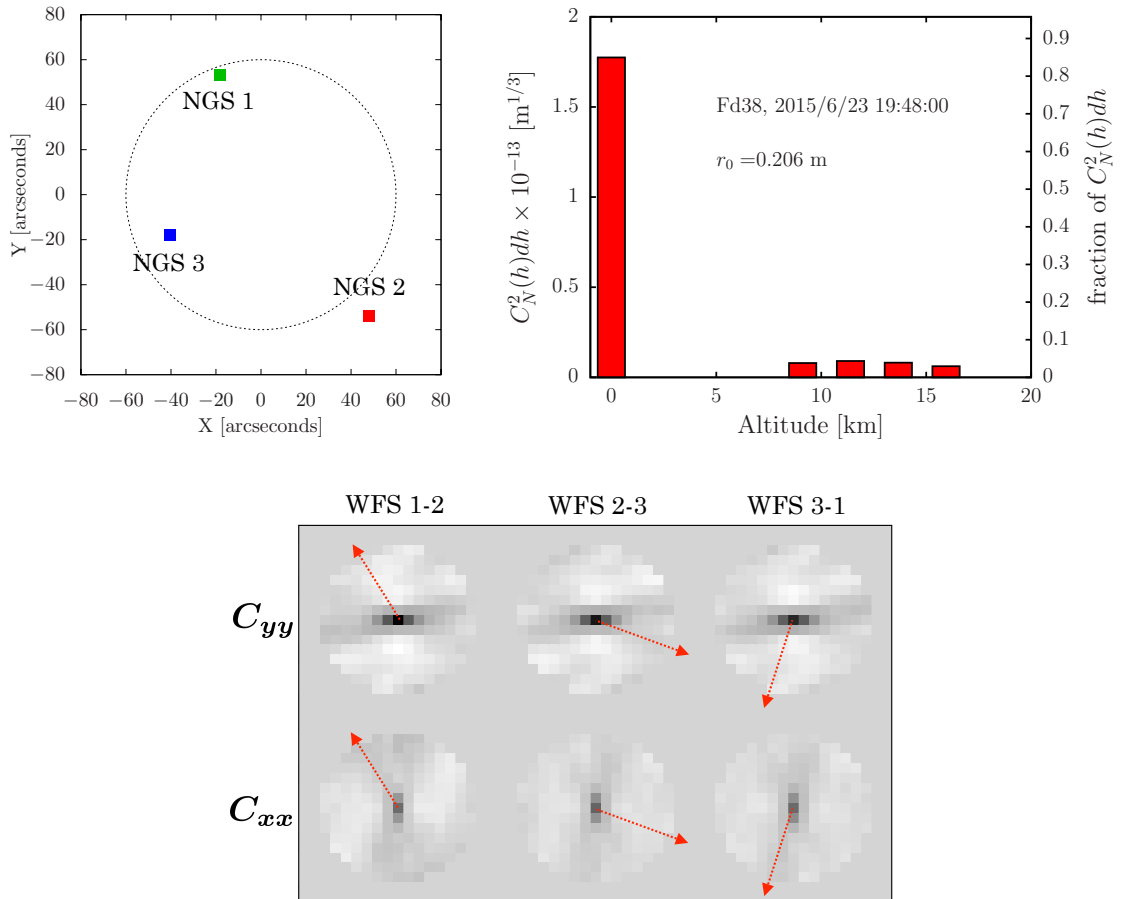 80
60
40
20
0
−20
−40
−60
−80
−80 −60 −40 −20 0 20 40 60 80
Y [arcseconds]
X [arcseconds]
NGS 1
NGS 3
NGS 2
2
1.5
1
0.5
0
0 5 10 15 20
0.9
0.8
0.7
0.6
0.5
0.4
0.3
0.2
0.1
0
C_N^2(h)dh × 10^{−13} [m^{1/3}]
Altitude [km]
fraction of C_N^2(h)dh
Fd38, 2015/6/23 19:48:00
r_0 =0.206 m
WFS 1-2 WFS 2-3 WFS 3-1
C_{yy}
C_{xx}